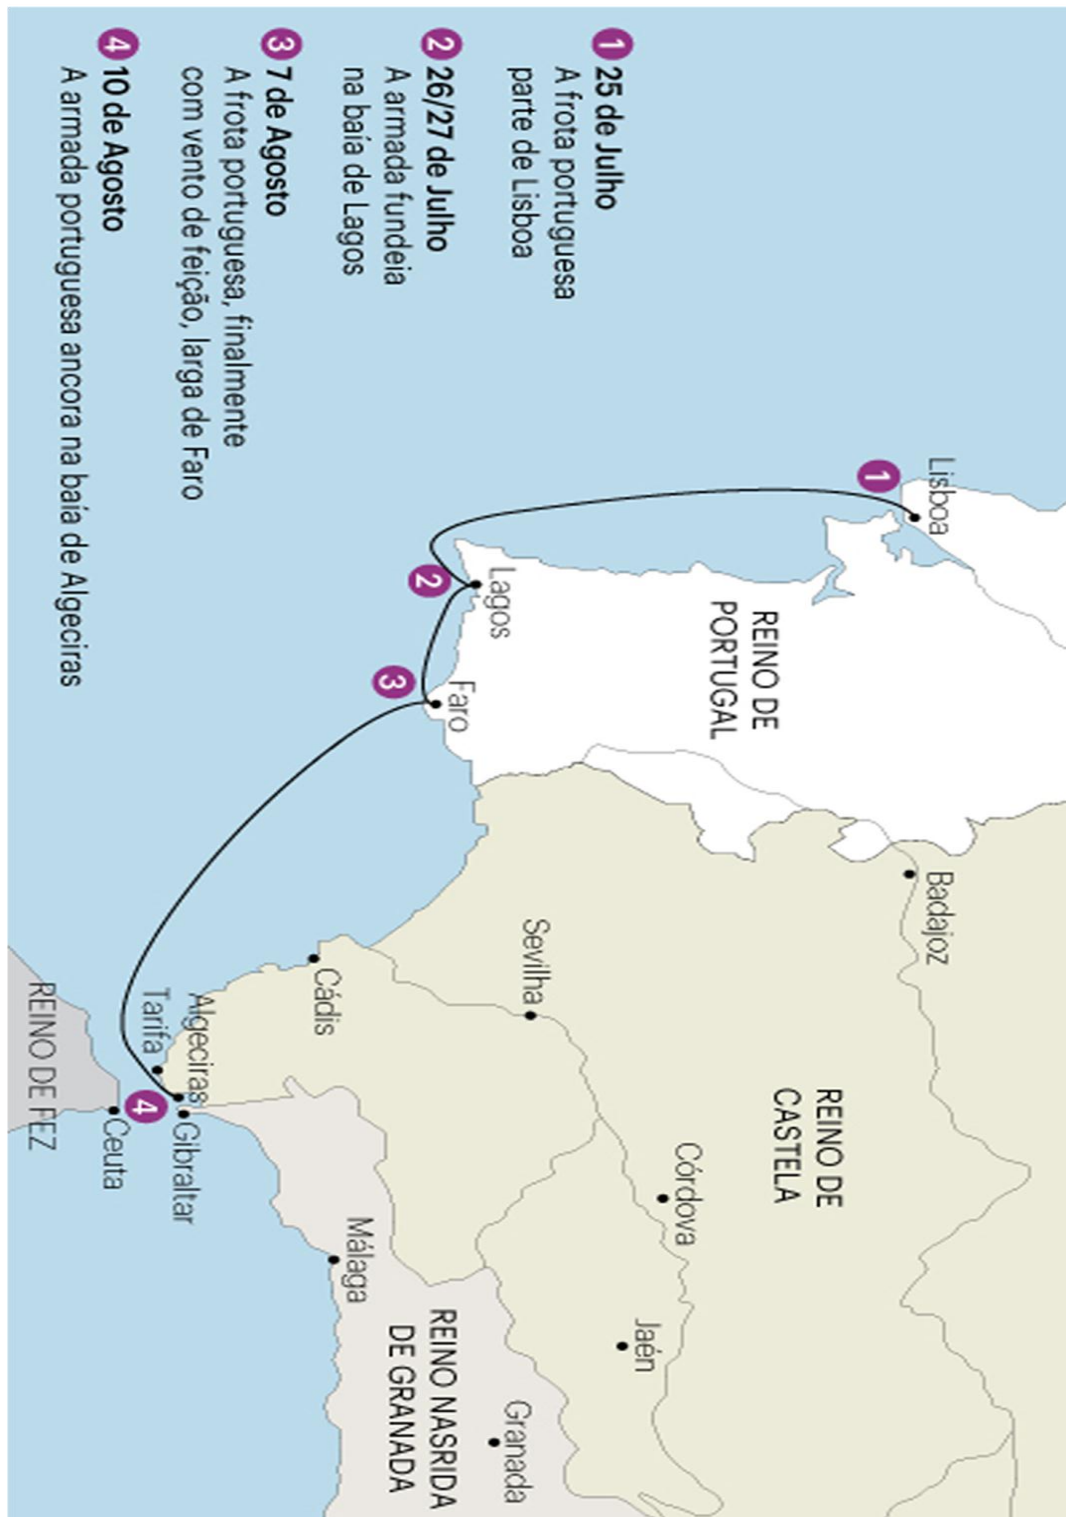 1 25 de Julho
A frota portuguesa
parte de Lisboa
2 26/27 de Julho
A armada fundeia
na baía de Lagos
3 7 de Agosto
A frota portuguesa, finalmente
com vento de feição, larga de Faro
4 10 de Agosto
A armada portuguesa ancora na baía de Algeciras
Lisboa
1
Badajoz
REINO DE
PORTUGAL
REINO DE
CASTELA
Córdova
Jaén
Sevilha
Lagos
2
Faro
3
Granada
REINO NASRIDA
DE GRANADA
Málaga
Cádis
Algeciras
Gibraltar
Tarifa
4
Ceuta
REINO DE FEZ